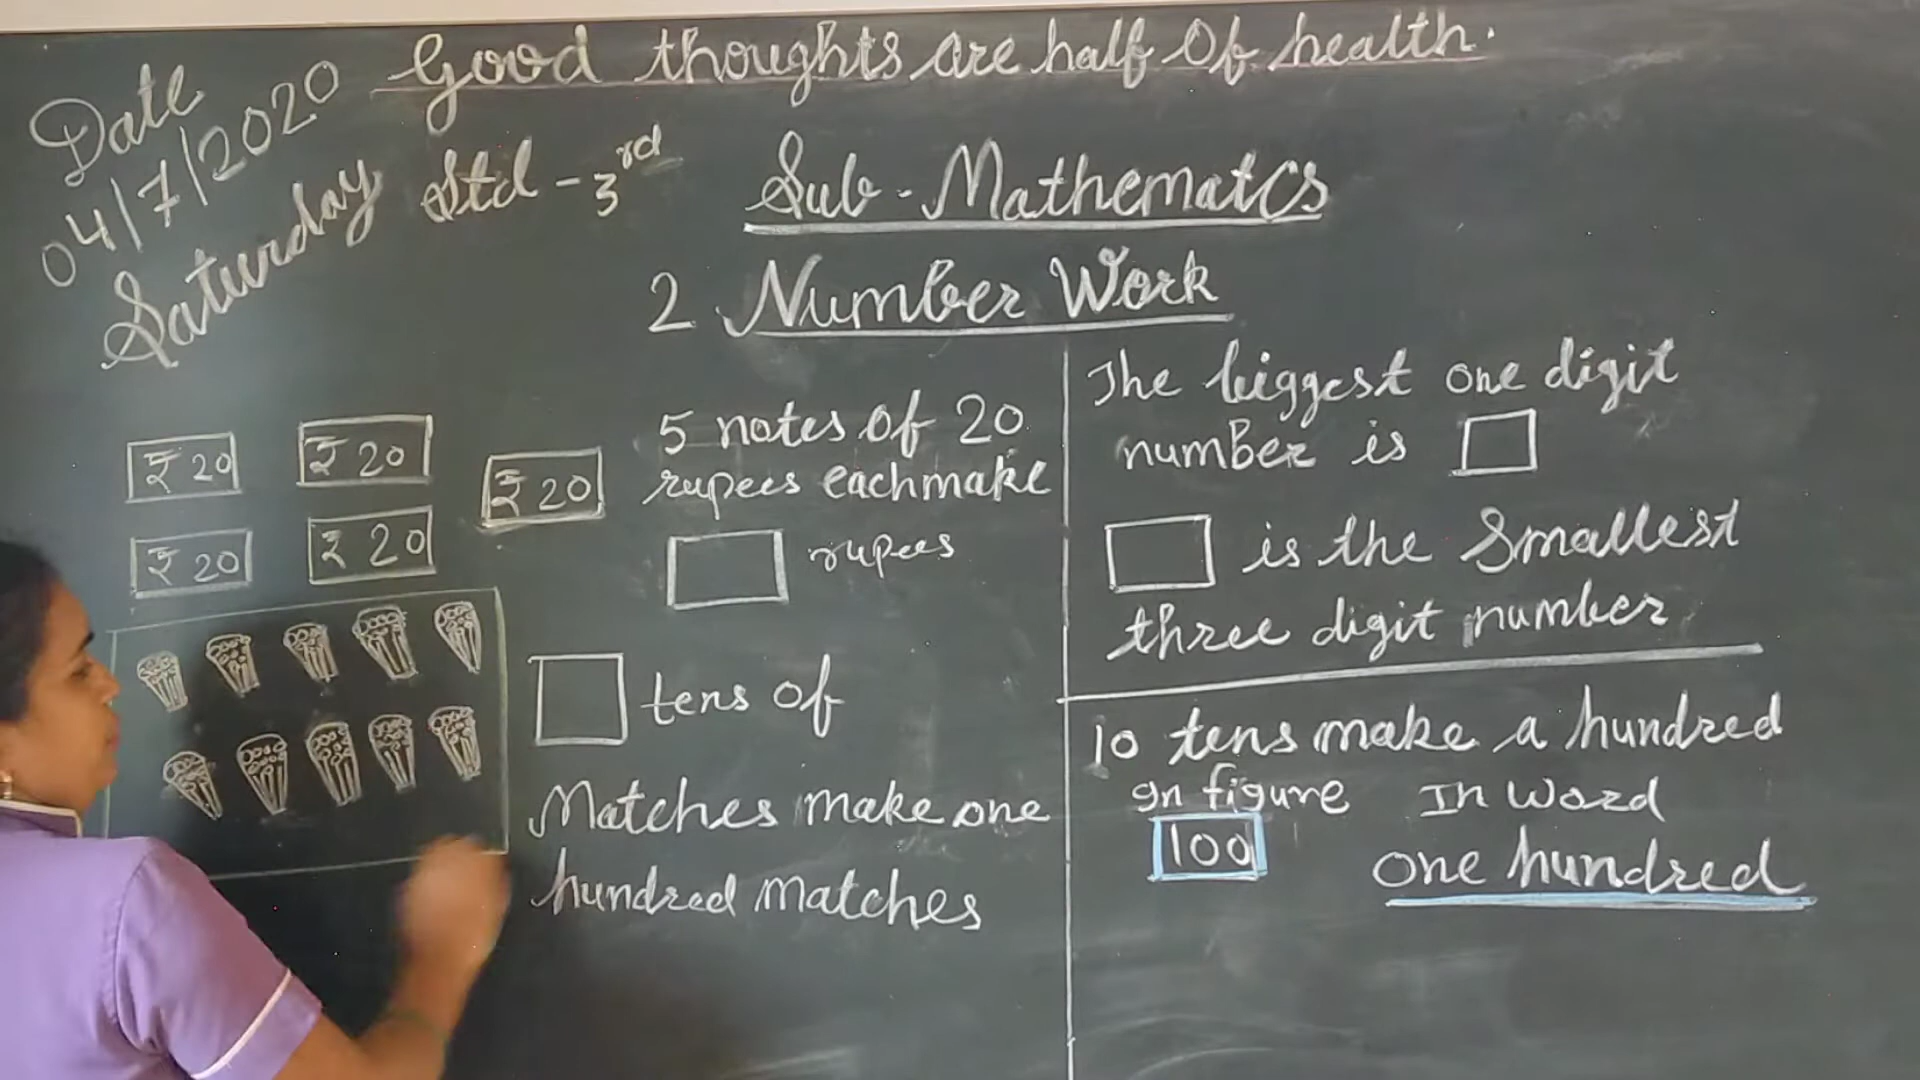 Good thoughts are half Of health.
Date
04/7/2020
Saturday
Std - 3rd
Sub - Mathematcs
2 Number Work
₹ 20
₹ 20
₹ 20
₹ 20
₹ 20
5 notes of 20
rupees each make
rupees
tens of
Matches make one
hundred matches
The biggest one digit
number is
is the Smallest
three digit number
10 tens make a hundred
In figure In Word
100 one hundred